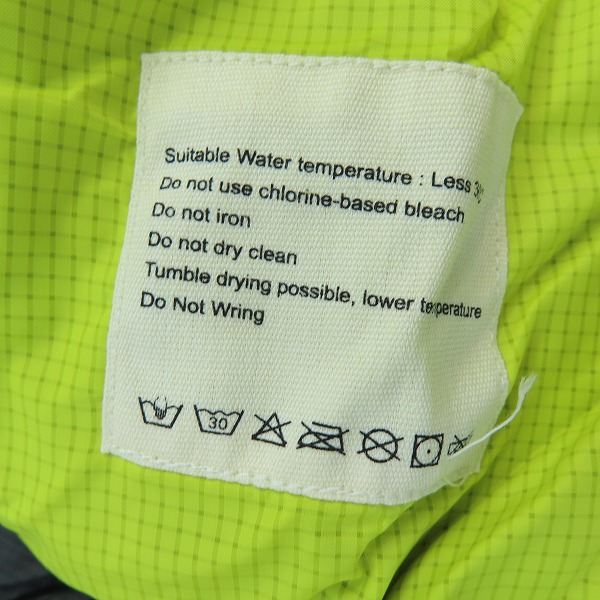 Suitable Water temperature : Less
Do not use chlorine-based bleach
Do not iron
Do not dry clean
Tumble drying possible, lower temperature
Do Not Wring
30